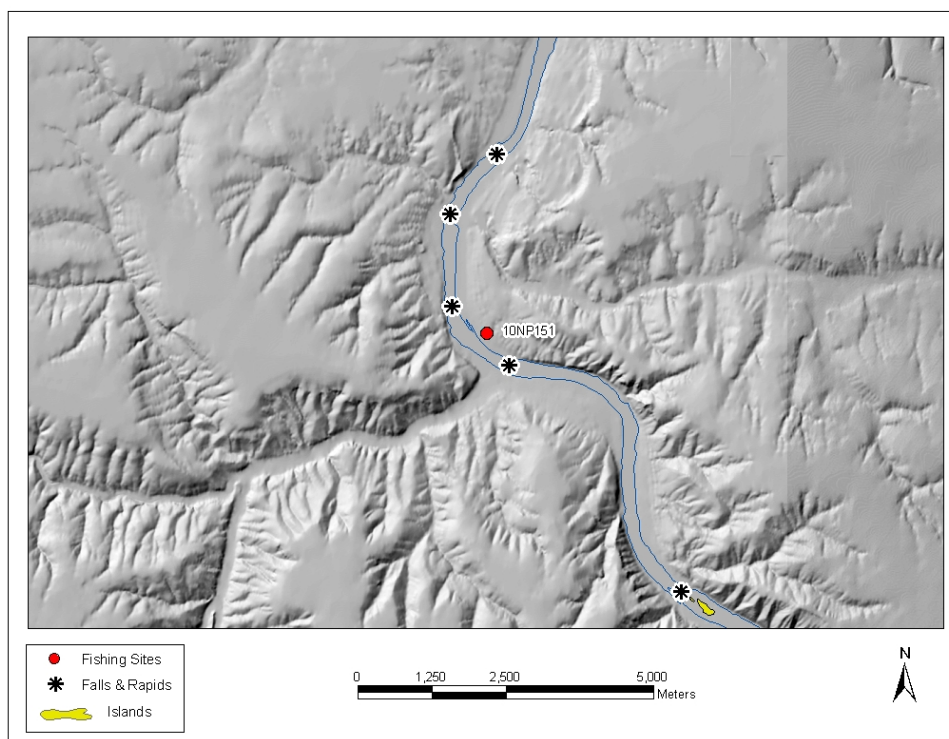 10NP151
Fishing Sites
Falls & Rapids
Islands
0 1,250 2,500 5,000
Meters
N